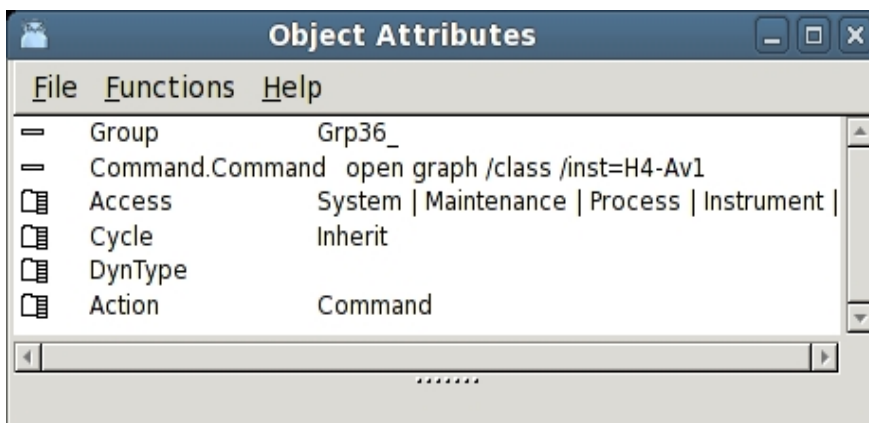 Object Attributes
File Functions Help
Group Grp36_
Command.Command open graph /class /inst=H4-Av1
Access System | Maintenance | Process | Instrument |
Cycle Inherit
DynType
Action Command